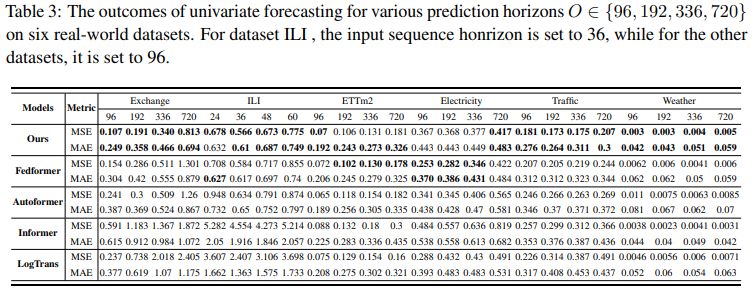 Table 3: The outcomes of univariate forecasting for various prediction horizons O ∈ {96, 192, 336, 720}
on six real-world datasets. For dataset ILI , the input sequence honrizon is set to 36, while for the other
datasets, it is set to 96.
Models Metric Exchange ILI ETTm2 Electricity Traffic Weather
96 192 336 720 24 36 48 60 96 192 336 720 96 192 336 720 96 192 336 720 96 192 336 720
Ours MSE 0.107 0.191 0.340 0.813 0.678 0.566 0.673 0.775 0.07 0.106 0.131 0.181 0.367 0.368 0.377 0.417 0.181 0.173 0.175 0.207 0.003 0.003 0.004 0.005
MAE 0.249 0.358 0.466 0.694 0.632 0.61 0.687 0.749 0.192 0.243 0.273 0.326 0.443 0.443 0.449 0.483 0.276 0.264 0.311 0.3 0.042 0.043 0.051 0.059
Fedformer MSE 0.154 0.286 0.511 1.301 0.708 0.584 0.717 0.855 0.072 0.102 0.130 0.178 0.253 0.282 0.346 0.422 0.207 0.205 0.219 0.244 0.0062 0.006 0.0041 0.006
MAE 0.304 0.42 0.555 0.879 0.627 0.617 0.697 0.74 0.206 0.245 0.279 0.325 0.370 0.386 0.431 0.484 0.312 0.312 0.323 0.344 0.062 0.062 0.05 0.059
Autoformer MSE 0.241 0.3 0.509 1.26 0.948 0.634 0.791 0.874 0.065 0.118 0.154 0.182 0.341 0.345 0.406 0.565 0.246 0.266 0.263 0.269 0.011 0.0075 0.0063 0.0085
MAE 0.387 0.369 0.524 0.867 0.732 0.65 0.752 0.797 0.189 0.256 0.305 0.335 0.438 0.428 0.47 0.581 0.346 0.37 0.371 0.372 0.081 0.067 0.062 0.07
Informer MSE 0.591 1.183 1.367 1.872 5.282 4.554 4.273 5.214 0.088 0.132 0.18 0.3 0.484 0.557 0.636 0.819 0.257 0.299 0.312 0.366 0.0038 0.0023 0.0041 0.0031
MAE 0.615 0.912 0.984 1.072 2.05 1.916 1.846 2.057 0.225 0.283 0.336 0.435 0.538 0.558 0.613 0.682 0.353 0.376 0.387 0.436 0.044 0.04 0.049 0.042
LogTrans MSE 0.237 0.738 2.018 2.405 3.607 2.407 3.106 3.698 0.075 0.129 0.154 0.16 0.288 0.432 0.43 0.491 0.226 0.314 0.387 0.491 0.0046 0.0056 0.006 0.0071
MAE 0.377 0.619 1.07 1.175 1.662 1.363 1.575 1.733 0.208 0.275 0.302 0.321 0.393 0.483 0.483 0.531 0.317 0.408 0.453 0.437 0.052 0.06 0.054 0.063